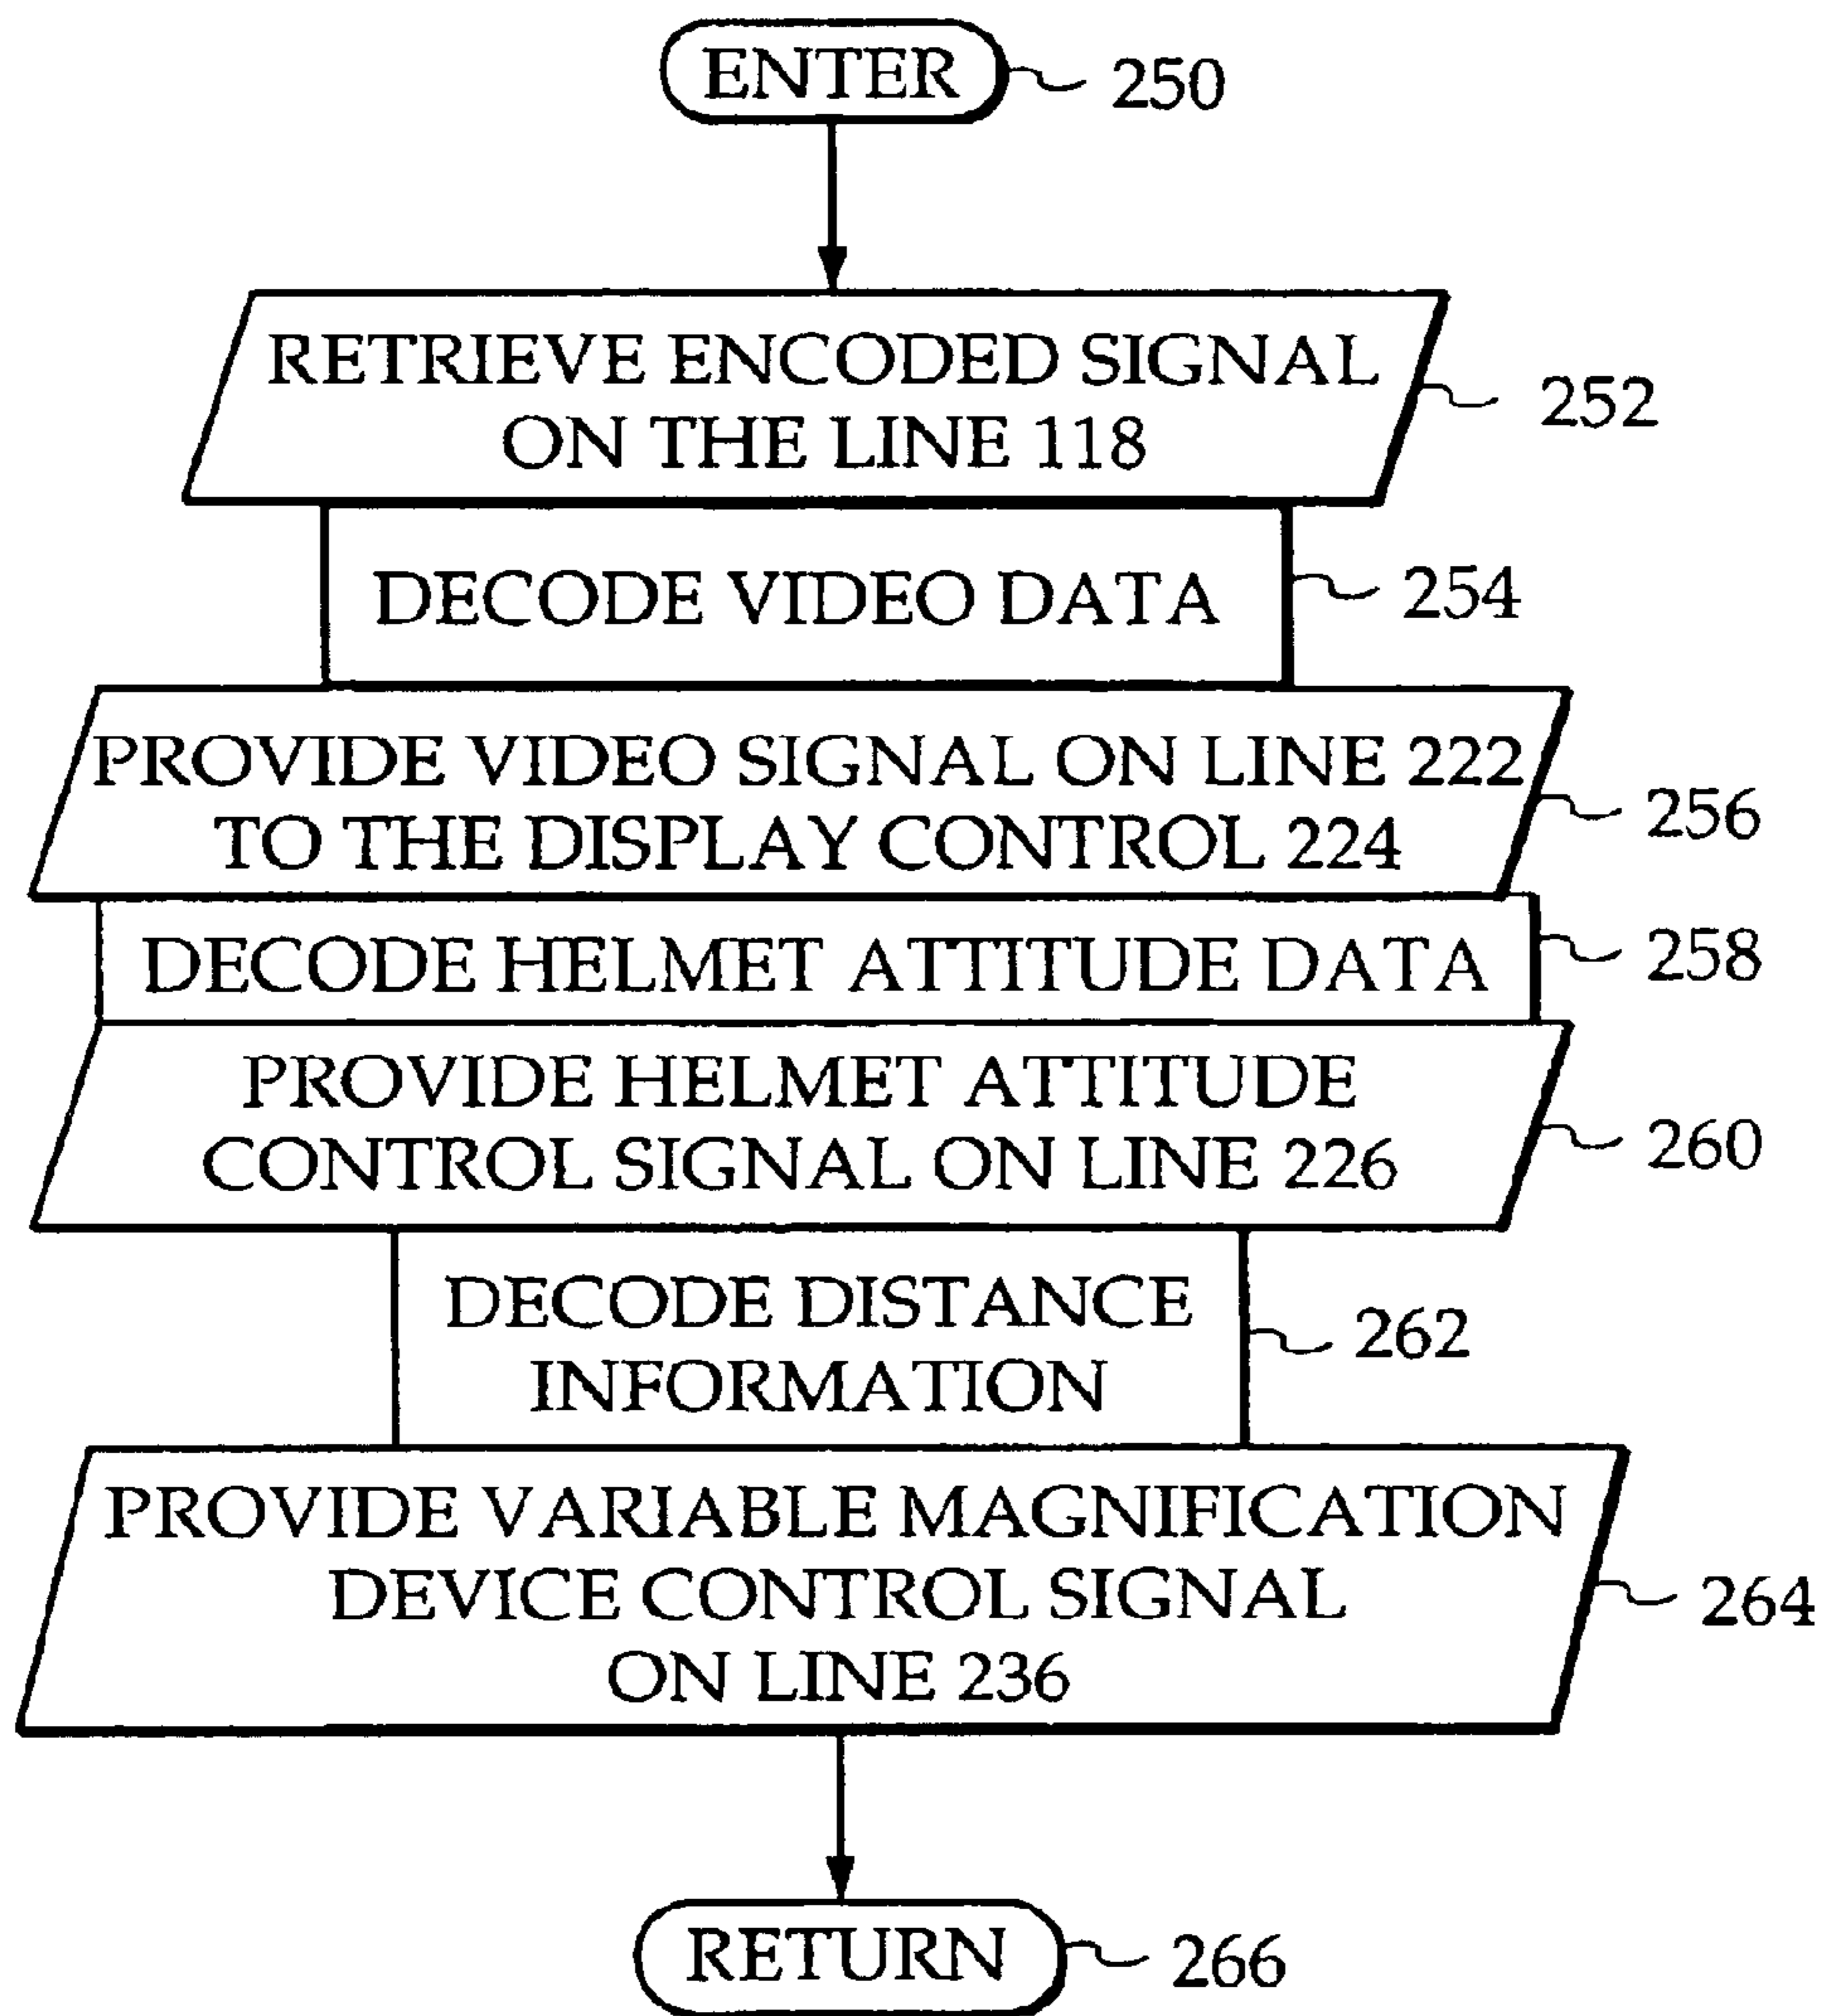 ENTER 250
RETRIEVE ENCODED SIGNAL
ON THE LINE 118
252
DECODE VIDEO DATA 254
PROVIDE VIDEO SIGNAL ON LINE 222
TO THE DISPLAY CONTROL 224
256
DECODE HELMET ATTITUDE DATA 258
PROVIDE HELMET ATTITUDE
CONTROL SIGNAL ON LINE 226
260
DECODE DISTANCE
INFORMATION
262
PROVIDE VARIABLE MAGNIFICATION
DEVICE CONTROL SIGNAL
ON LINE 236
264
RETURN 266